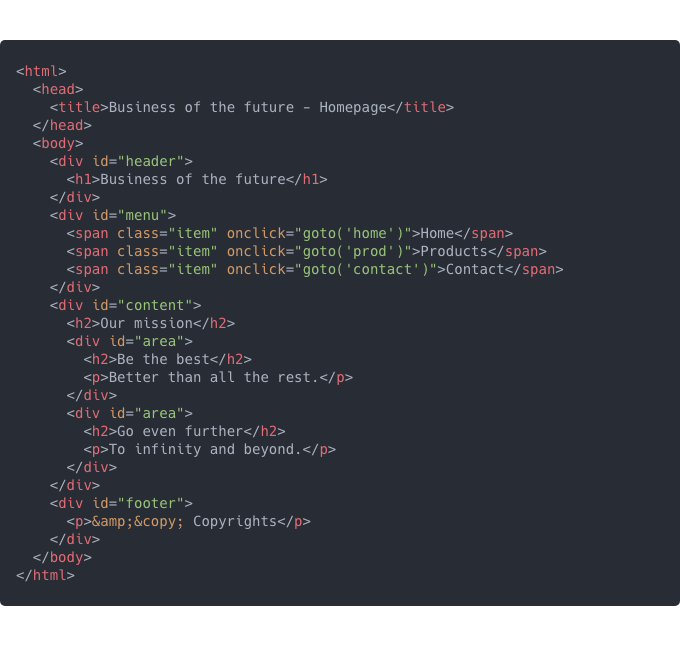 <html>
  <head>
    <title>Business of the future - Homepage</title>
  </head>
  <body>
    <div id="header">
      <h1>Business of the future</h1>
    </div>
    <div id="menu">
      <span class="item" onclick="goto('home')">Home</span>
      <span class="item" onclick="goto('prod')">Products</span>
      <span class="item" onclick="goto('contact')">Contact</span>
    </div>
    <div id="content">
      <h2>Our mission</h2>
      <div id="area">
        <h2>Be the best</h2>
        <p>Better than all the rest.</p>
      </div>
      <div id="area">
        <h2>Go even further</h2>
        <p>To infinity and beyond.</p>
      </div>
    </div>
    <div id="footer">
      <p>&amp;&copy; Copyrights</p>
    </div>
  </body>
</html>